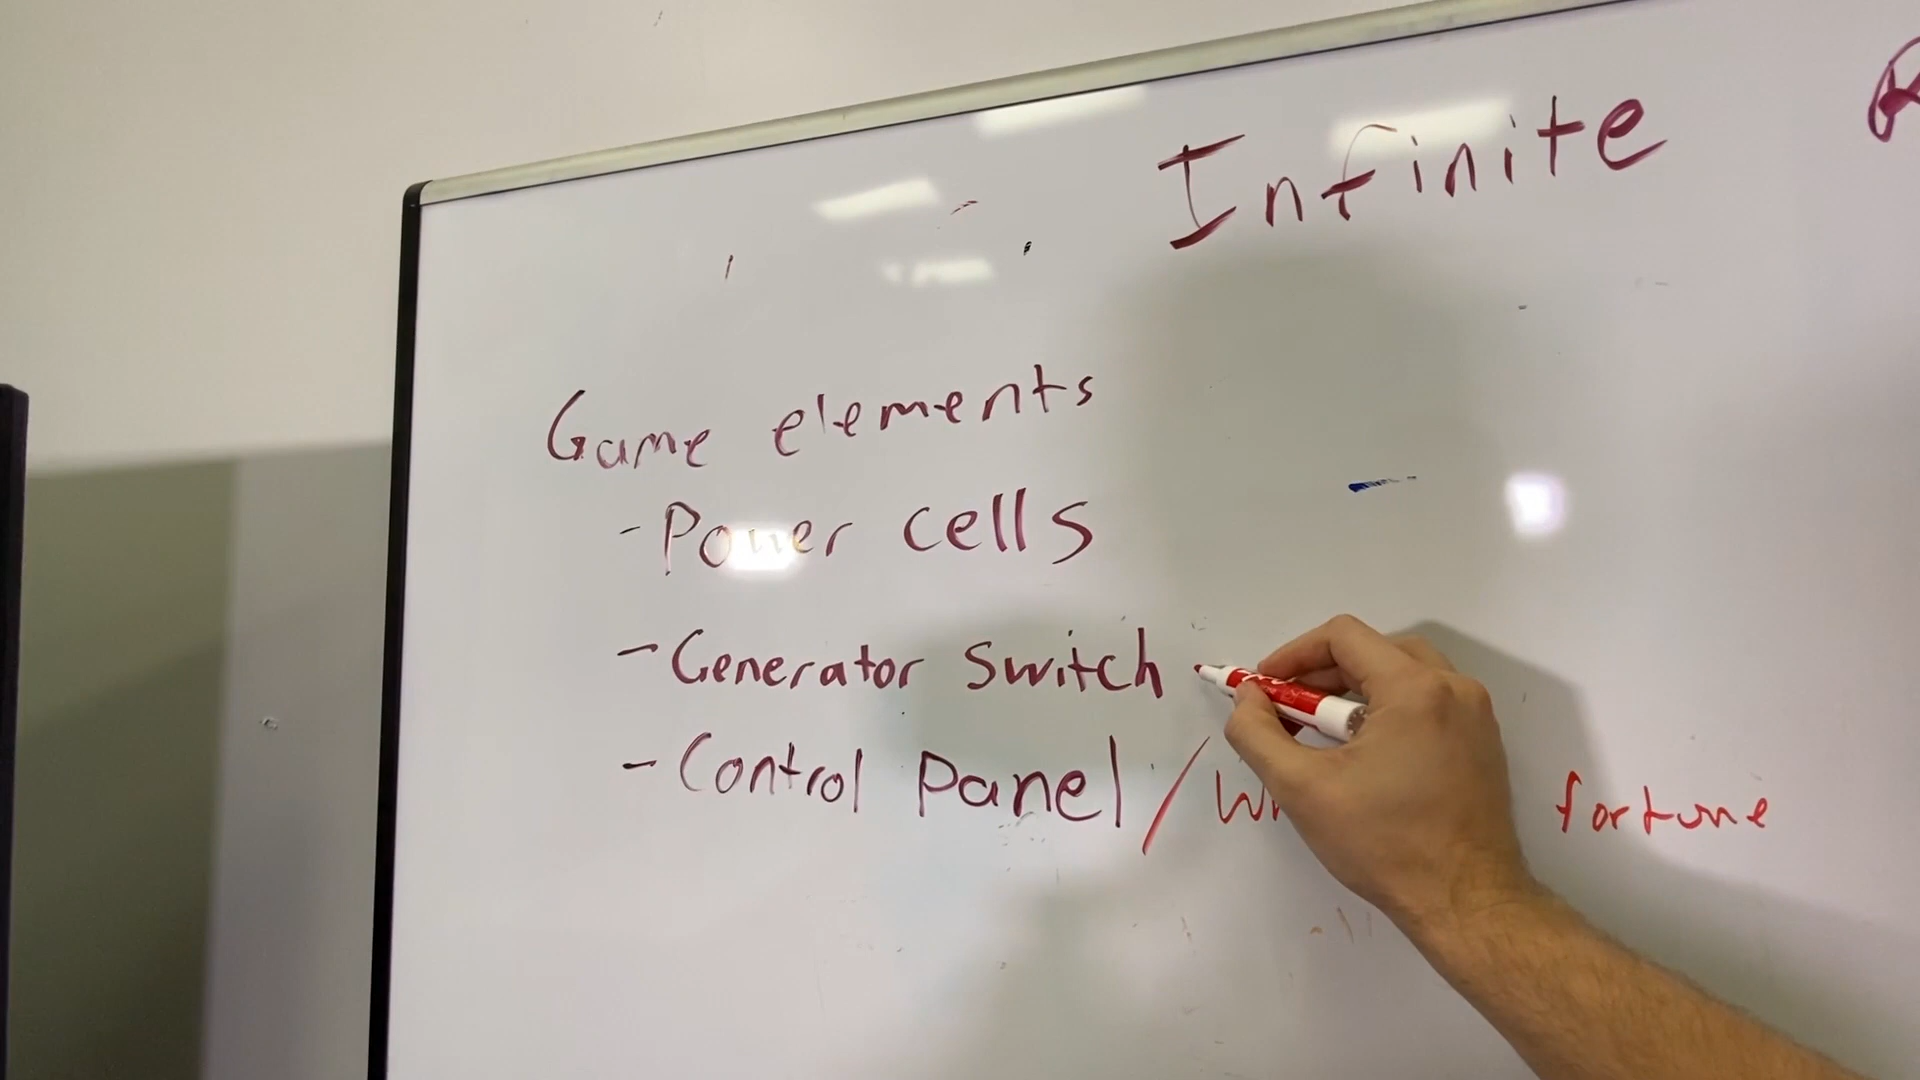 Infinite
Game elements
- Power cells
- Generator Switch
- Control Panel / fortune